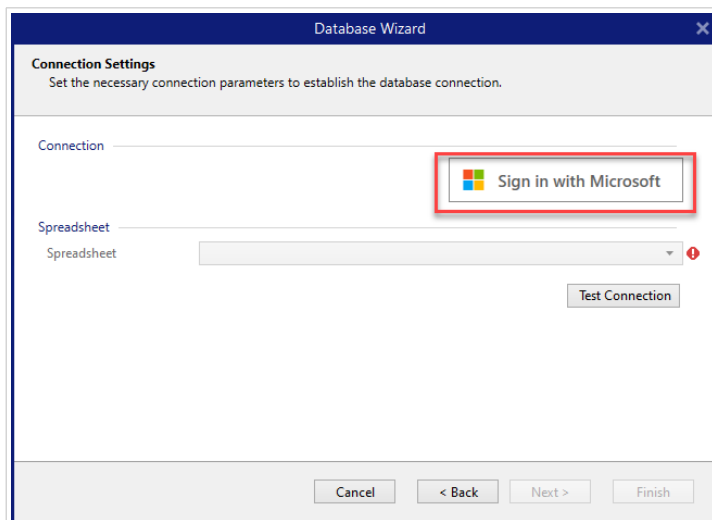 Database Wizard
Connection Settings
Set the necessary connection parameters to establish the database connection.
Connection
Sign in with Microsoft
Spreadsheet
Spreadsheet
Test Connection
Cancel
< Back
Next >
Finish